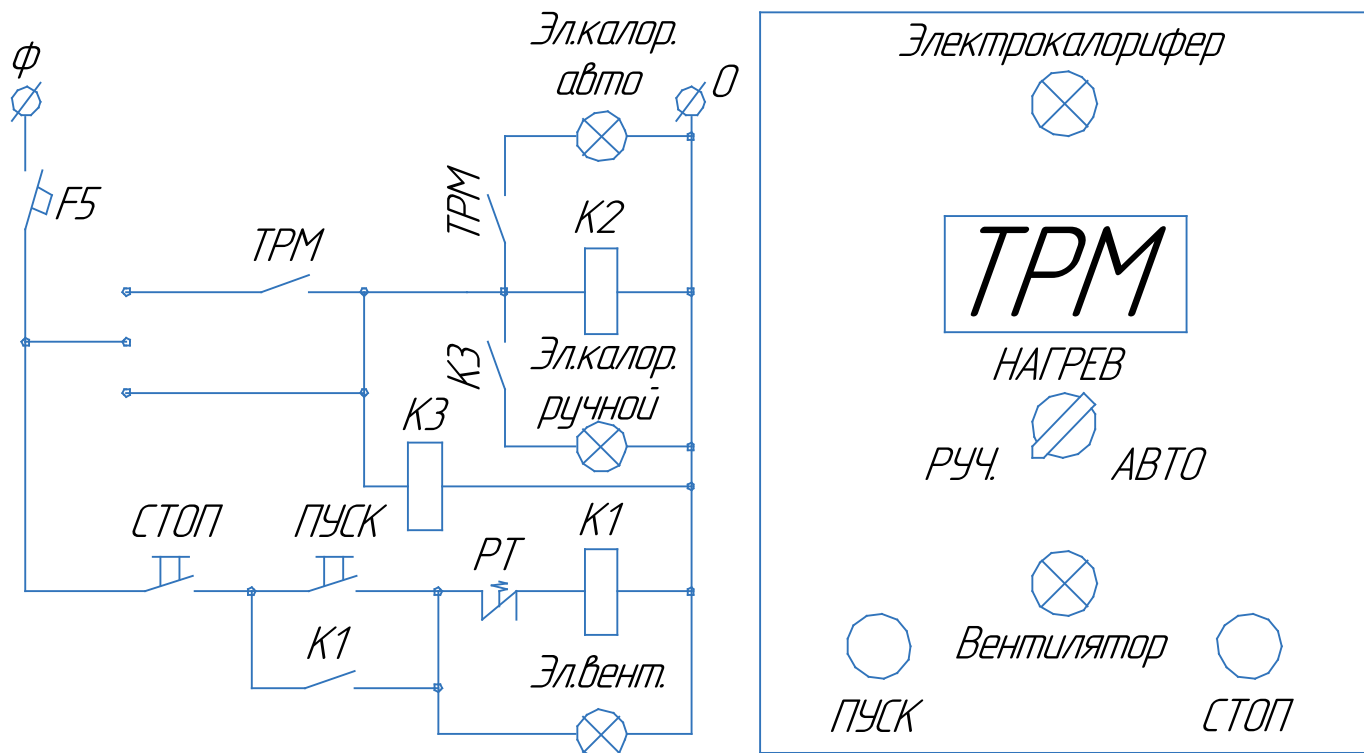 Эл.калор.
авто
Ф
О
F5
ТРМ
ТРМ
К2
К3
Эл.калор.
ручной
К3
СТОП
ПУСК
РТ
К1
К1
Эл.вент.
Электрокалорифер
ТРМ
НАГРЕВ
РУЧ.
АВТО
Вентилятор
ПУСК
СТОП